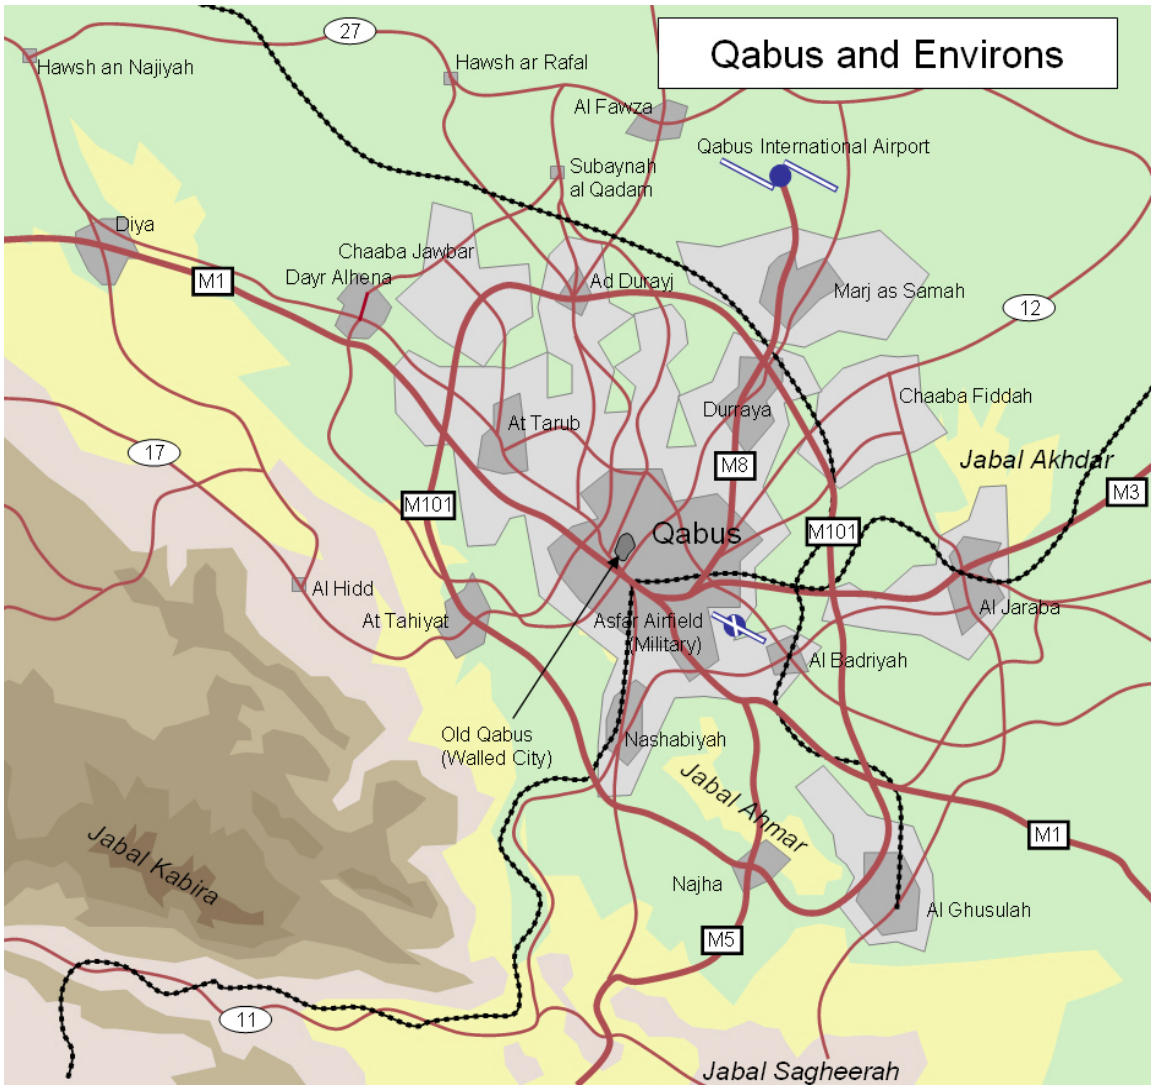 27
Qabus and Environs
Hawsh an Najiyah
Hawsh ar Rafal
Al Fawza
Qabus International Airport
Subaynah
al Qadam
Diya
Chaaba Jawbar
Dayr Alhena
M1
Ad Durayj
Marj as Samah
12
Chaaba Fiddah
Durraya
At Tarub
17
M8
Jabal Akhdar
M3
M101
Qabus
M101
Al Hidd
At Tahiyat
Asfar Airfield
(Military)
Al Jaraba
Al Badriyah
Old Qabus
(Walled City)
Nashabiyah
Jabal Ahmar
M1
Jabal Kabira
Najha
Al Ghusulah
M5
11
Jabal Sagheerah